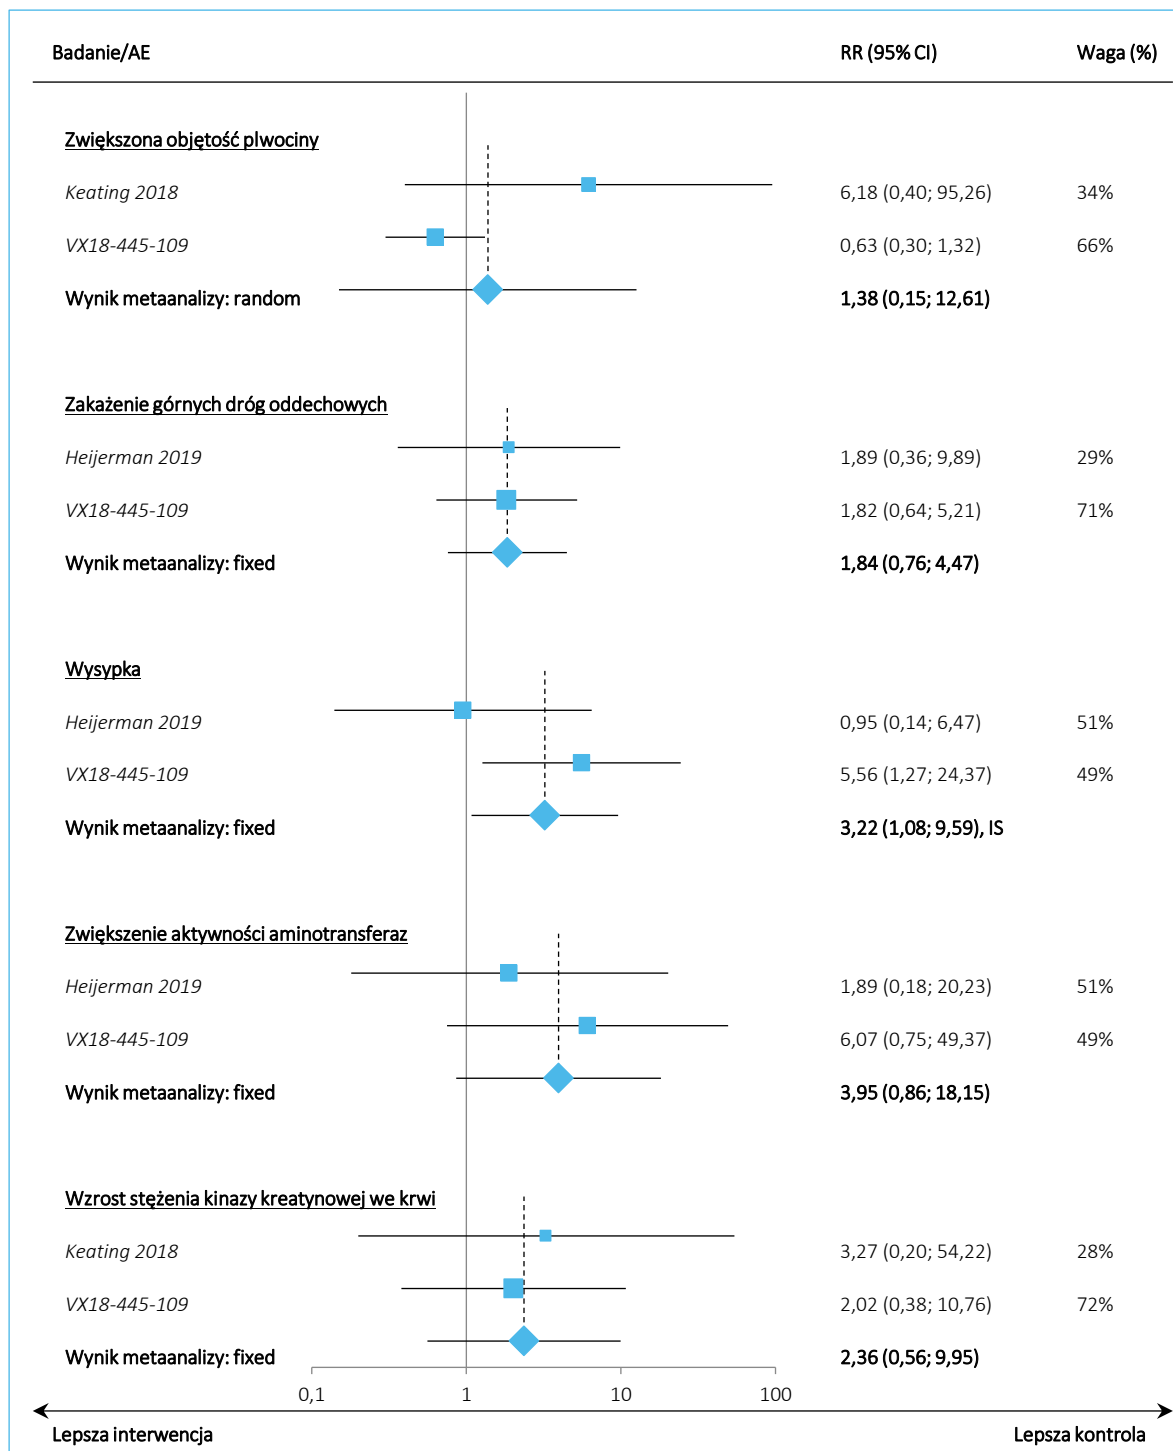 Badanie/AE RR (95% CI) Waga (%)
Zwiększona objętość plwociny
Keating 2018 6,18 (0,40; 95,26) 34%
VX18-445-109 0,63 (0,30; 1,32) 66%
Wynik metaanalizy: random 1,38 (0,15; 12,61)
Zakażenie górnych dróg oddechowych
Heijerman 2019 1,89 (0,36; 9,89) 29%
VX18-445-109 1,82 (0,64; 5,21) 71%
Wynik metaanalizy: fixed 1,84 (0,76; 4,47)
Wysypka
Heijerman 2019 0,95 (0,14; 6,47) 51%
VX18-445-109 5,56 (1,27; 24,37) 49%
Wynik metaanalizy: fixed 3,22 (1,08; 9,59), IS
Zwiększenie aktywności aminotransferaz
Heijerman 2019 1,89 (0,18; 20,23) 51%
VX18-445-109 6,07 (0,75; 49,37) 49%
Wynik metaanalizy: fixed 3,95 (0,86; 18,15)
Wzrost stężenia kinazy kreatynowej we krwi
Keating 2018 3,27 (0,20; 54,22) 28%
VX18-445-109 2,02 (0,38; 10,76) 72%
Wynik metaanalizy: fixed 2,36 (0,56; 9,95)
0,1 1 10 100
Lepsza interwencja Lepsza kontrola